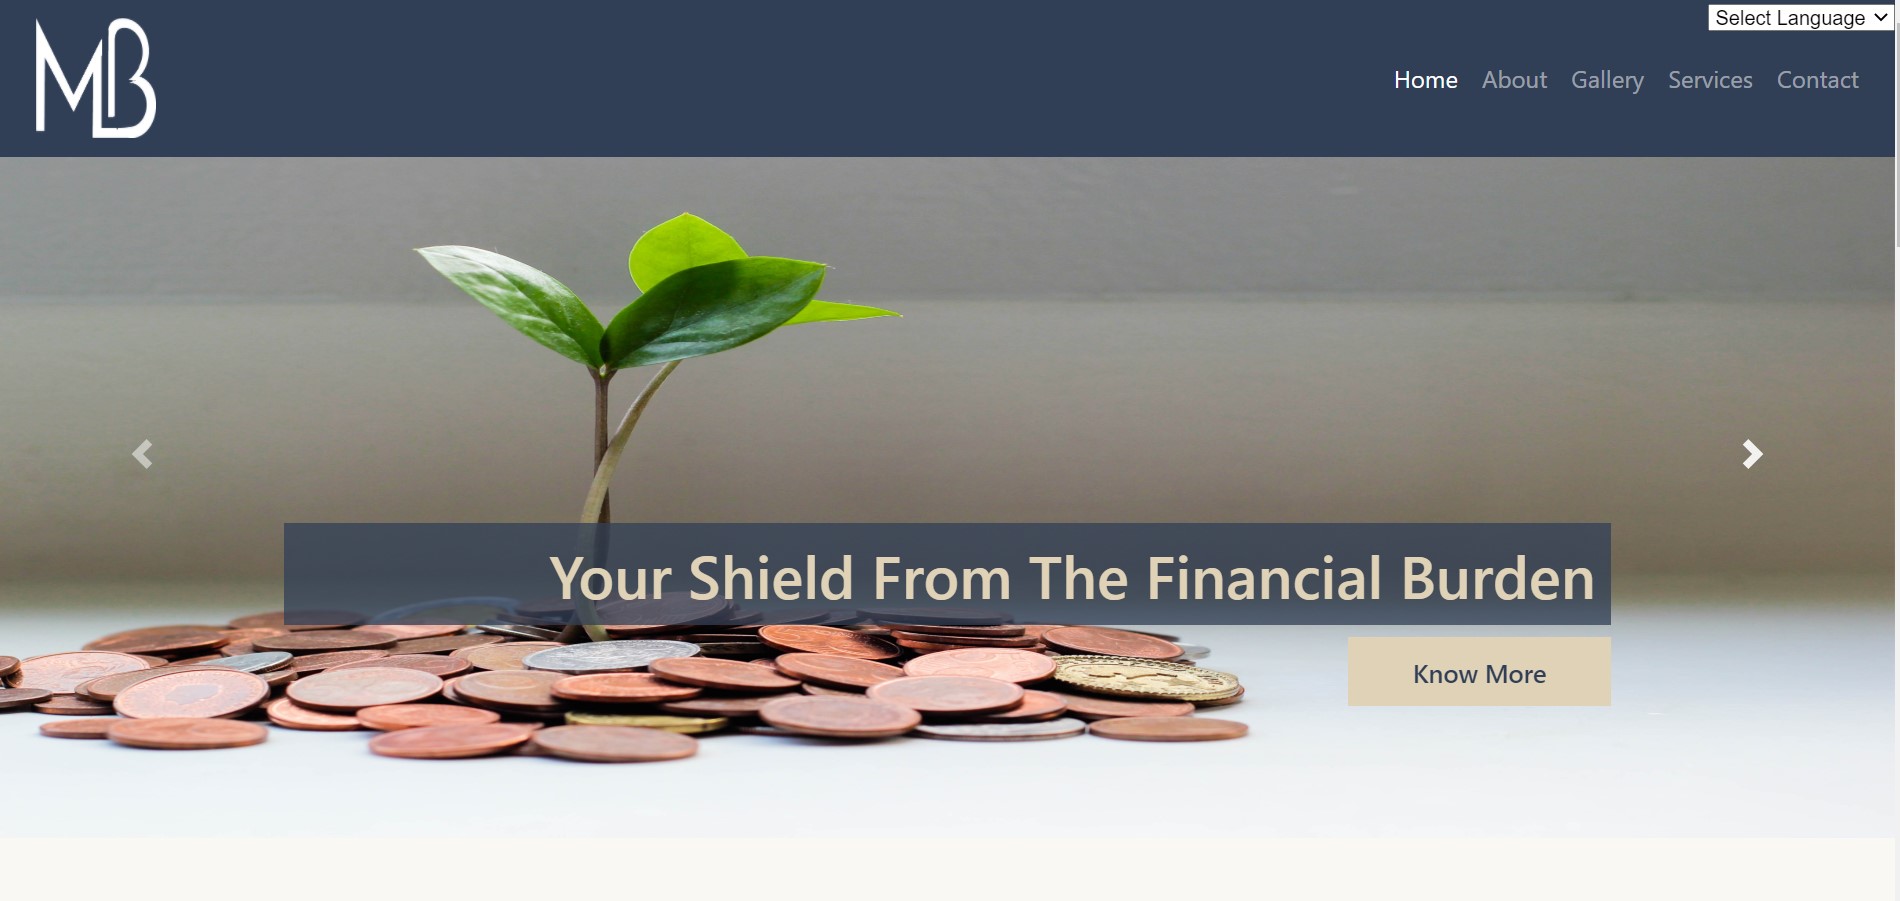 MB
Select Language
Home About Gallery Services Contact
Your Shield From The Financial Burden
Know More